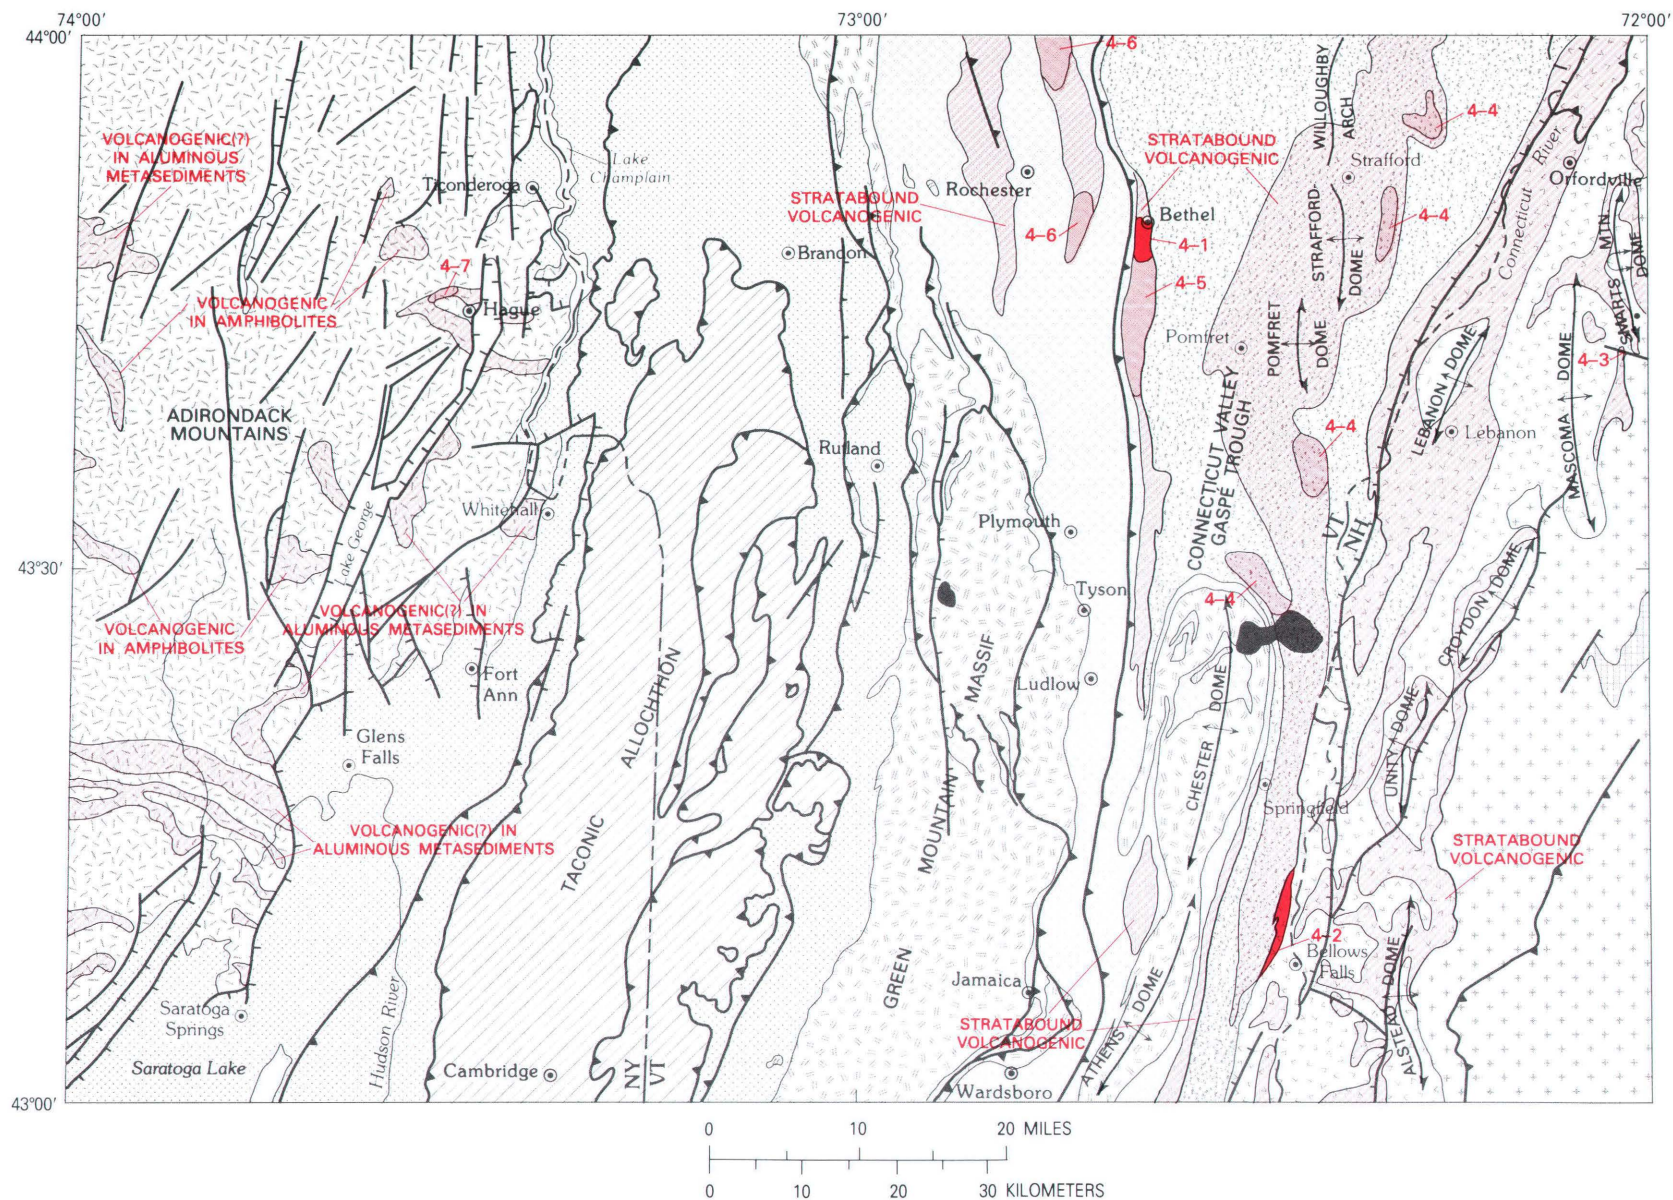 74°00′
73°00′
72°00′
44°00′
43°30′
43°00′
VOLCANOGENIC(?)
IN ALUMINOUS
METASEDIMENTS
Ticonderoga
Lake
Champlain
4–7
VOLCANOGENIC
IN AMPHIBOLITES
Hague
ADIRONDACK
MOUNTAINS
Whitehall
Lake George
VOLCANOGENIC
IN AMPHIBOLITES
VOLCANOGENIC(?) IN
ALUMINOUS METASEDIMENTS
Fort
Ann
Glens
Falls
VOLCANOGENIC(?) IN
ALUMINOUS METASEDIMENTS
Saratoga
Springs
Saratoga Lake
Hudson River
Cambridge
NY
VT
TACONIC
ALLOCHTHON
Brandon
Rutland
STRATABOUND
VOLCANOGENIC
Rochester
4–6
4–6
STRATABOUND
VOLCANOGENIC
Bethel
4–1
4–5
Pomfret
POMFRET
DOME
WILLOUGHBY
ARCH
Strafford
STRAFFORD
DOME
4–4
4–4
4–4
4–4
Connecticut
River
Orfordville
SMARTS MTN
DOME
4–3
MASCOMA DOME
LEBANON DOME
Lebanon
CONNECTICUT VALLEY
GASPE TROUGH
VT
NH
Plymouth
Tyson
Ludlow
GREEN
MOUNTAIN
MASSIF
CHESTER DOME
Springfield
CROYDON DOME
UNITY DOME
STRATABOUND
VOLCANOGENIC
4–2
Bellows
Falls
ALSTEAD DOME
Jamaica
STRATABOUND
VOLCANOGENIC
ATHENS DOME
Wardsboro
0 10 20 MILES
0 10 20 30 KILOMETERS